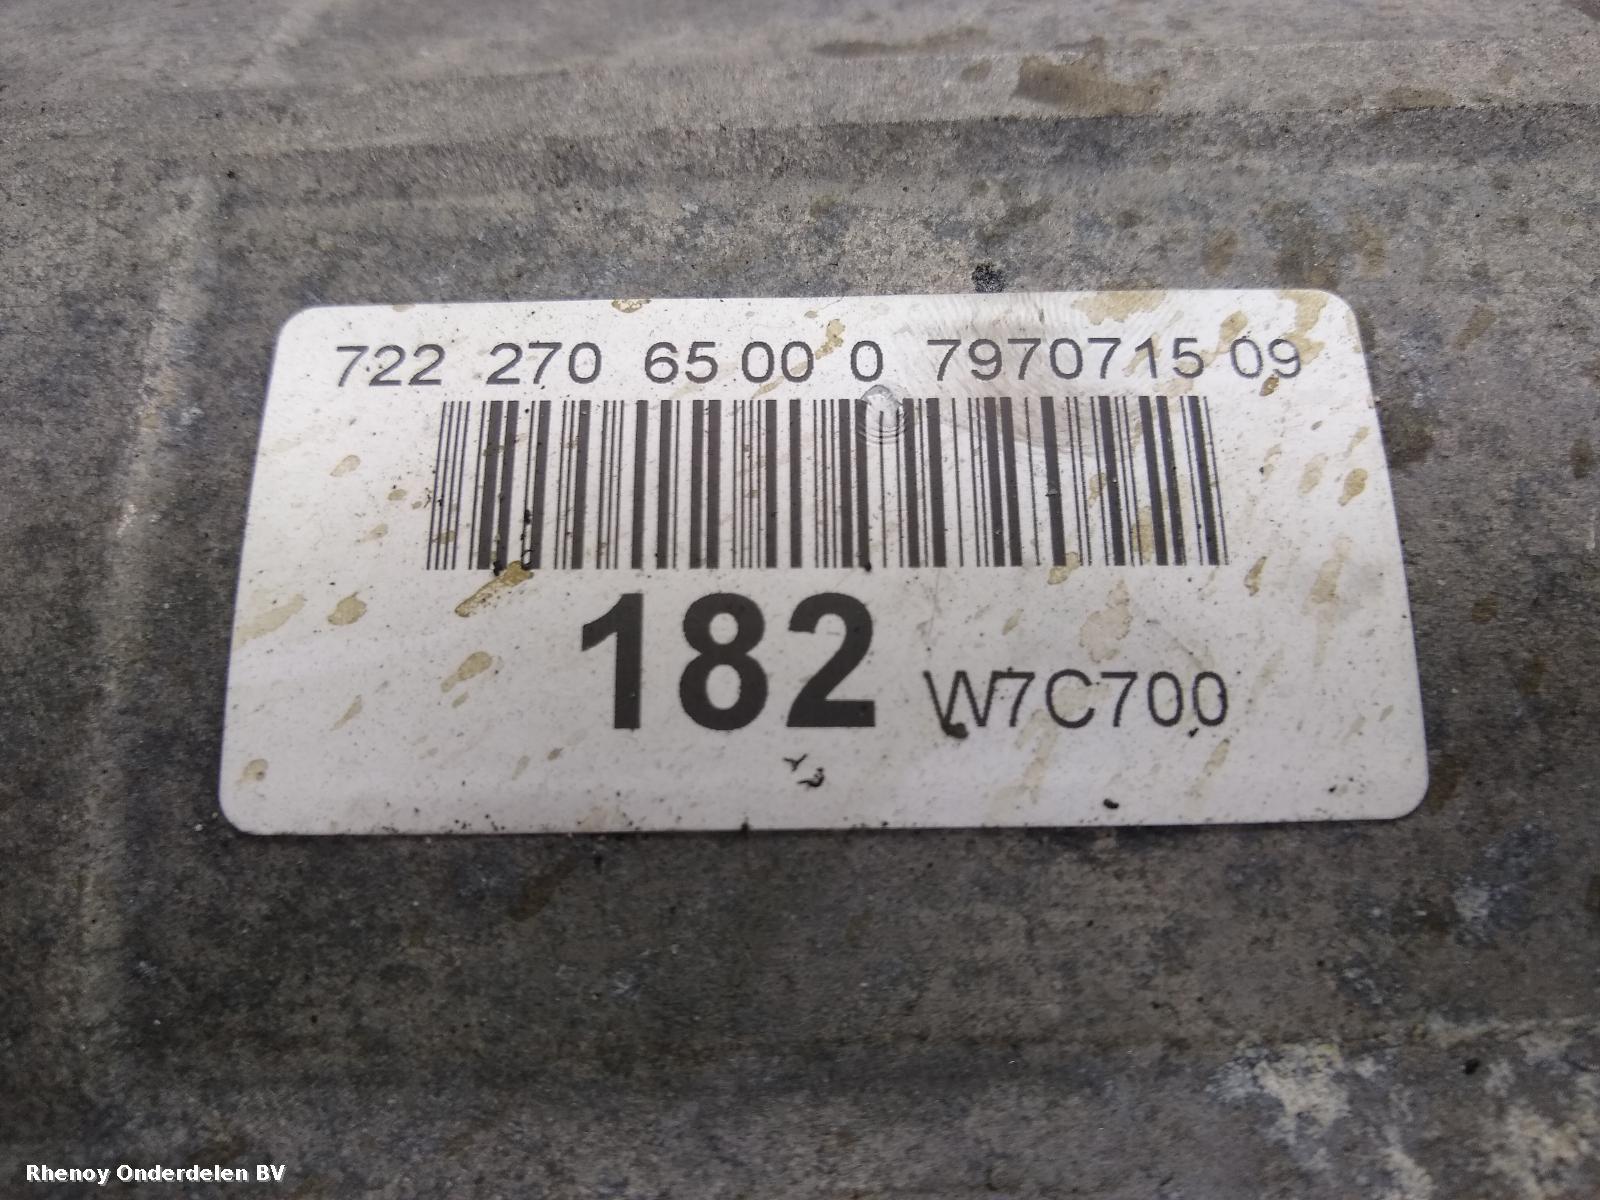 722 270 65 00 0 7970715 09
182 W7C700
Rhenoy Onderdelen BV